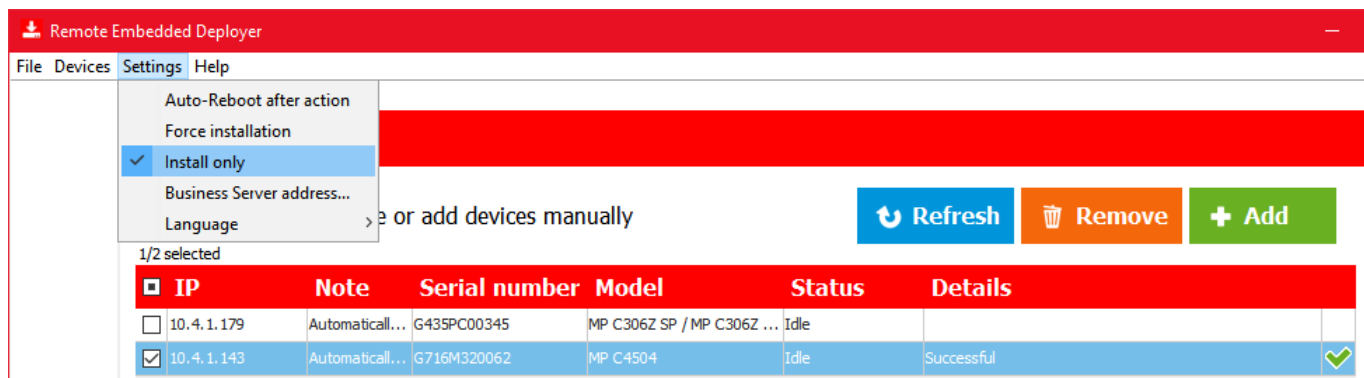 Remote Embedded Deployer
File Devices Settings Help
Auto-Reboot after action
Force installation
Install only
Business Server address...
Language
or add devices manually
Refresh Remove Add
1/2 selected
IP Note Serial number Model Status Details
10.4.1.179 Automaticall... G435PC00345 MP C306Z SP / MP C306Z ... Idle
10.4.1.143 Automaticall... G716M320062 MP C4504 Idle Successful